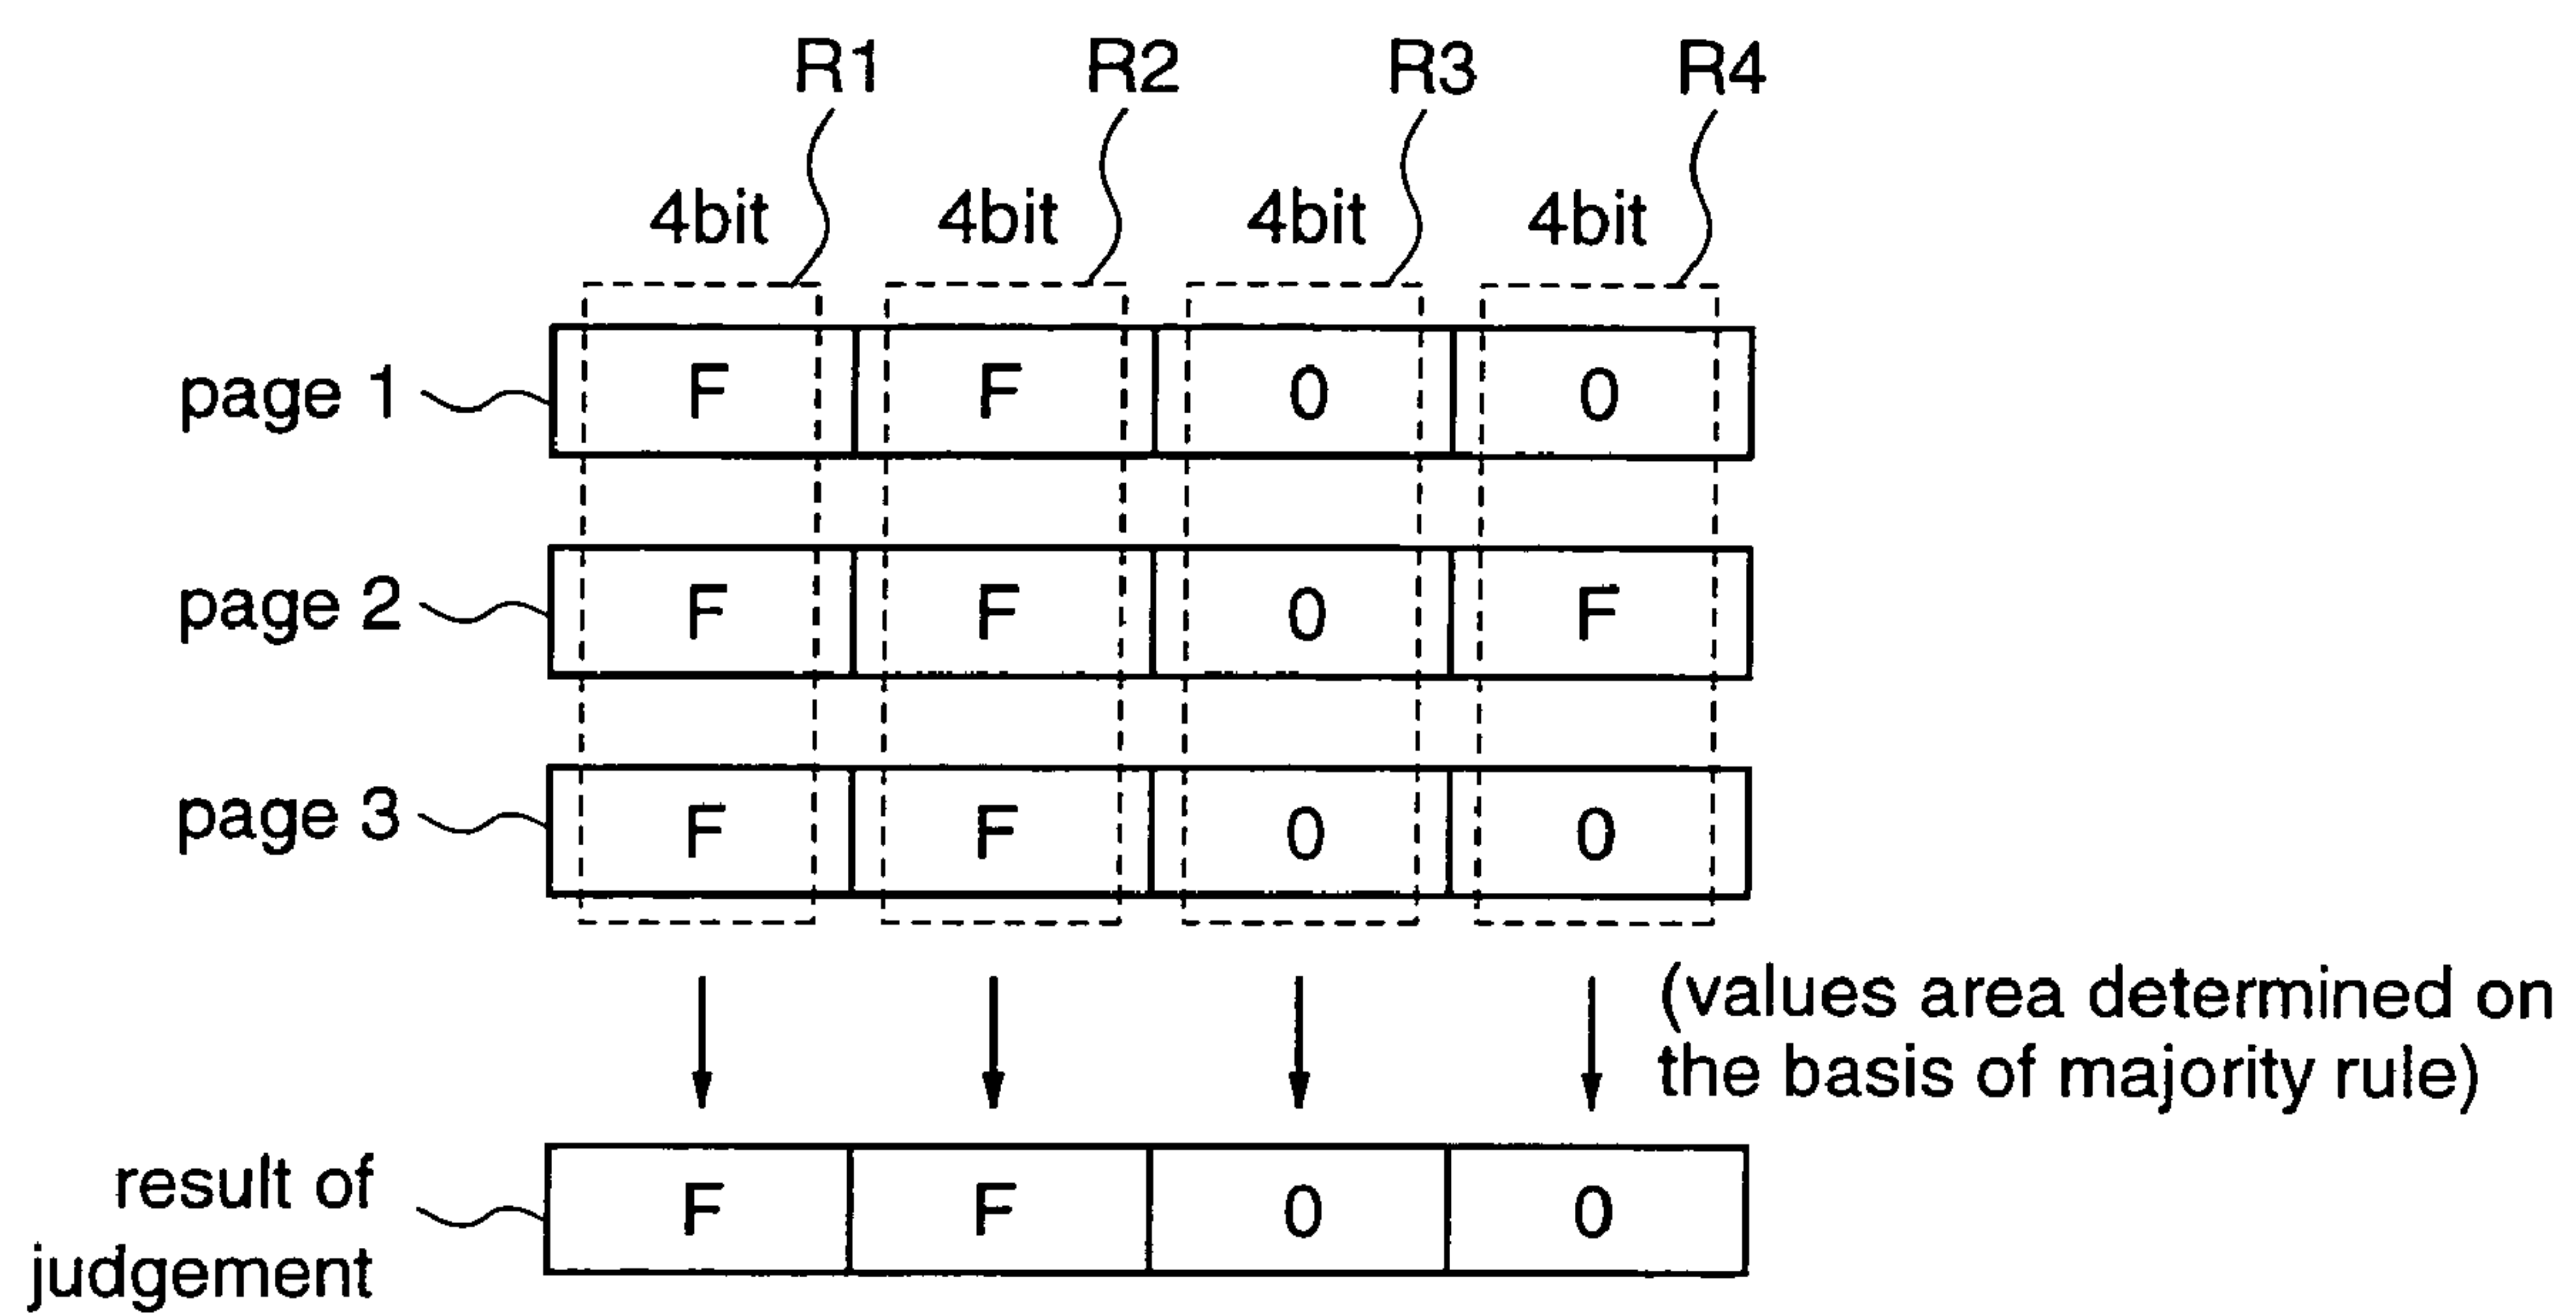 R1 R2 R3 R4
4bit 4bit 4bit 4bit
page 1 F F 0 0
page 2 F F 0 F
page 3 F F 0 0
(values area determined on
the basis of majority rule)
result of
judgement
F F 0 0